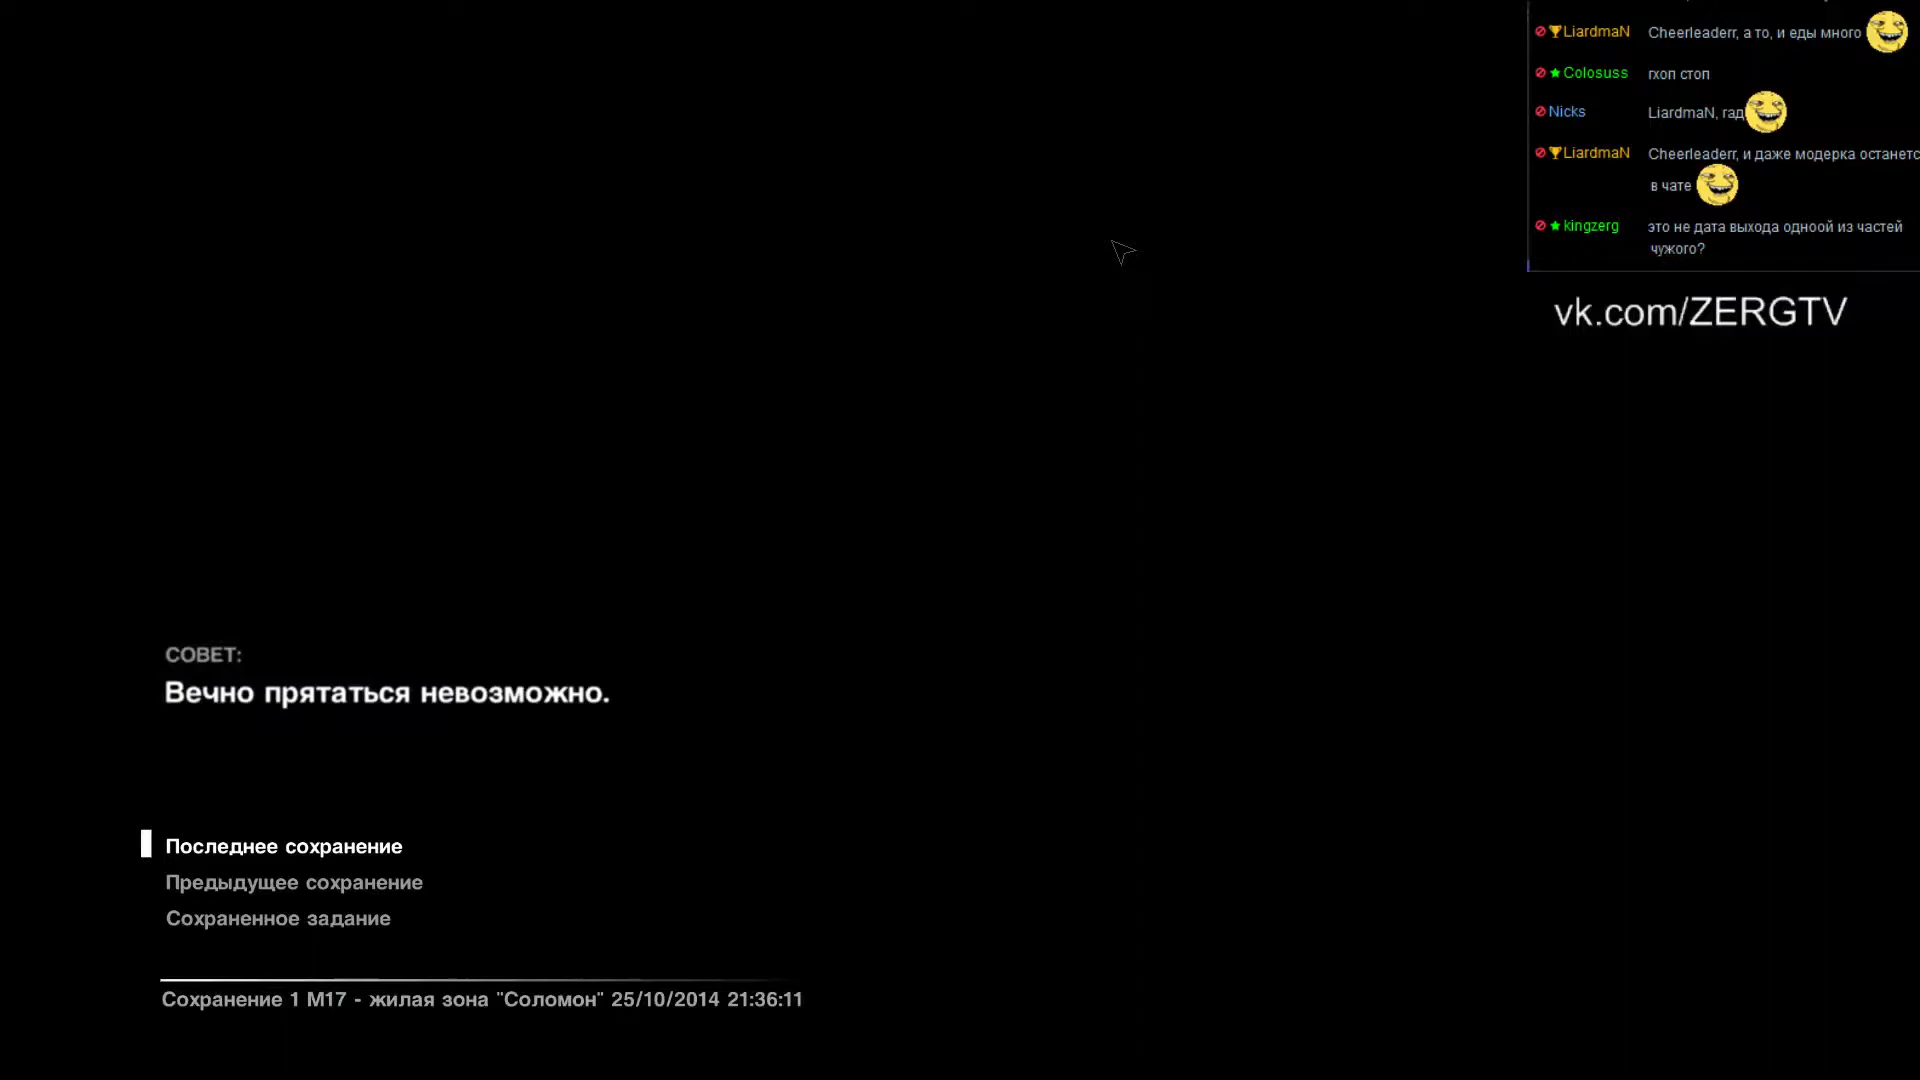 LiardmaN Cheerleaderr, а то, и еды много
Colosuss гхоп стоп
Nicks LiardmaN, гад
LiardmaN Cheerleaderr, и даже модерка останетс
в чате
kingzerg это не дата выхода одноой из частей
чужого?
vk.com/ZERGTV
СОВЕТ:
Вечно прятаться невозможно.
Последнее сохранение
Предыдущее сохранение
Сохраненное задание
Сохранение 1 М17 - жилая зона "Соломон" 25/10/2014 21:36:11